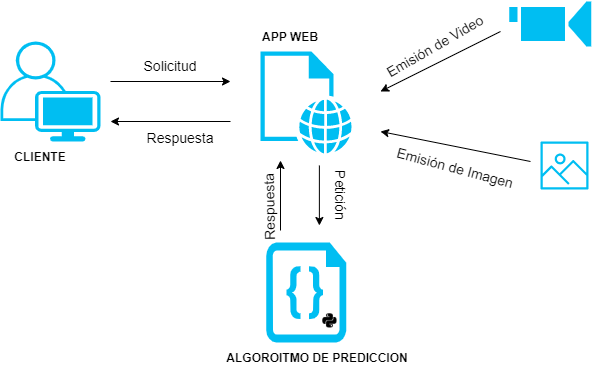 APP WEB
Emisión de Video
Solicitud
Respuesta
CLIENTE
Emisión de Imagen
Respuesta
Petición
{}
ALGOROITMO DE PREDICCION